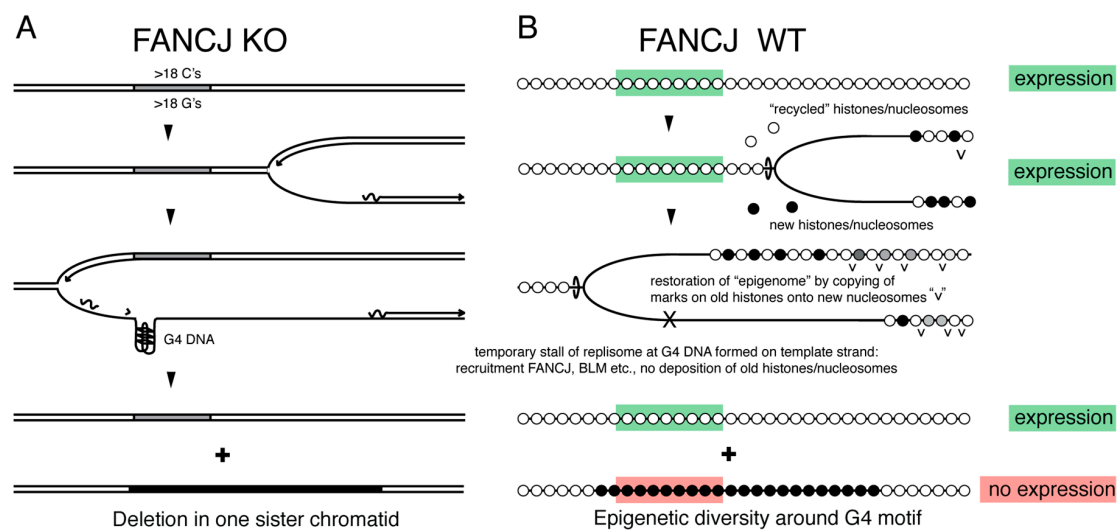 A
FANCJ KO
>18 C's
>18 G's
G4 DNA
+
Deletion in one sister chromatid
B
FANCJ WT
expression
"recycled" histones/nucleosomes
v
expression
new histones/nucleosomes
v v v v
restoration of "epigenome" by copying of
marks on old histones onto new nucleosomes "v"
X
v v v
temporary stall of replisome at G4 DNA formed on template strand:
recruitment FANCJ, BLM etc., no deposition of old histones/nucleosomes
expression
+
no expression
Epigenetic diversity around G4 motif